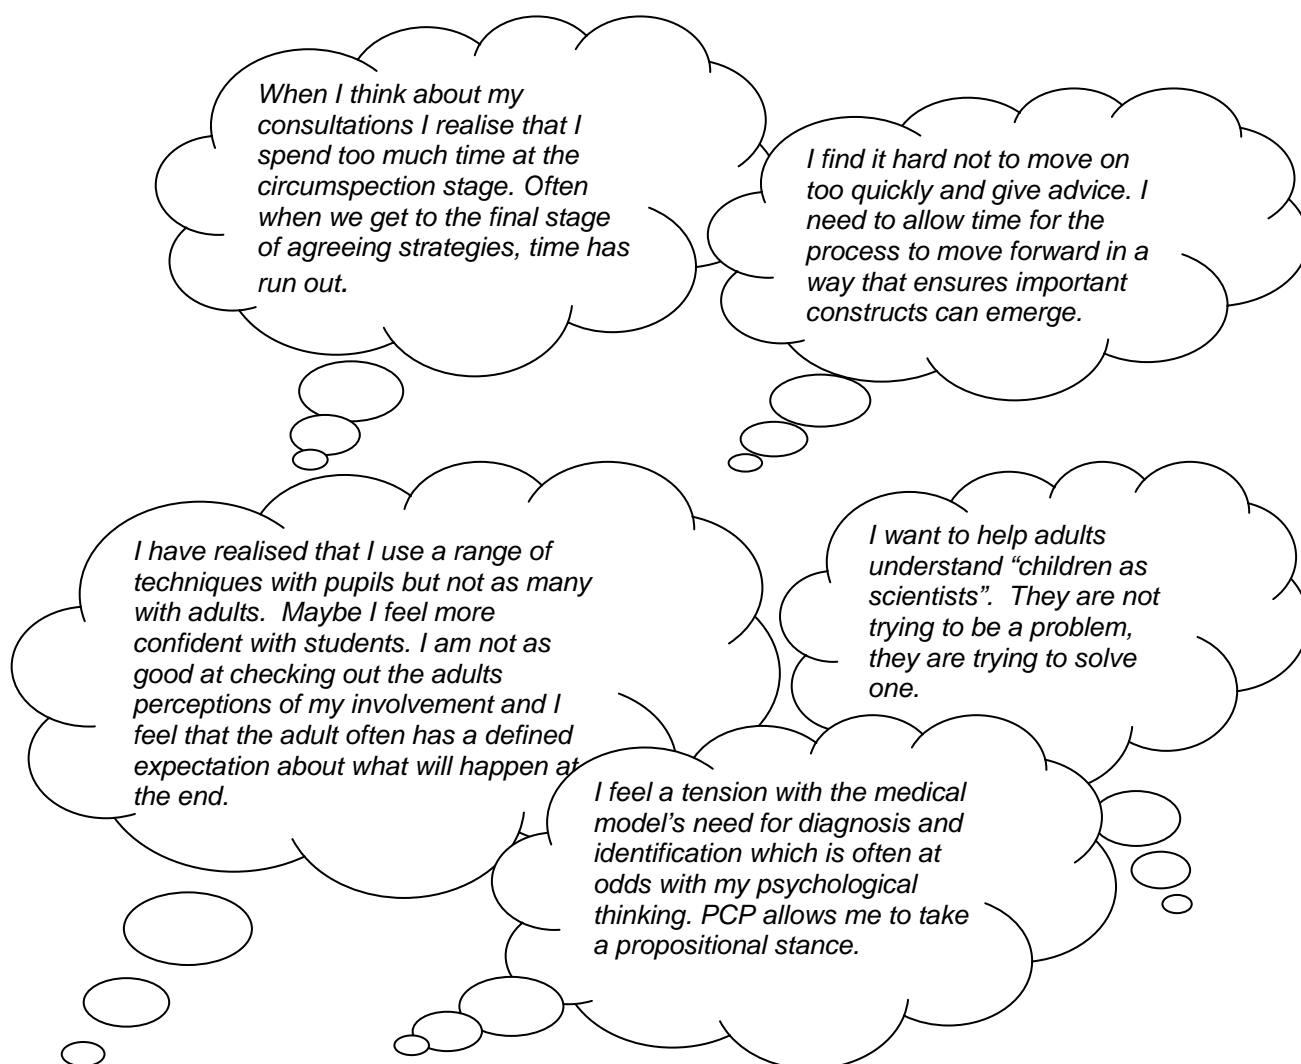 When I think about my
consultations I realise that I
spend too much time at the
circumspection stage. Often
when we get to the final stage
of agreeing strategies, time has
run out.
I find it hard not to move on
too quickly and give advice. I
need to allow time for the
process to move forward in a
way that ensures important
constructs can emerge.
I have realised that I use a range of
techniques with pupils but not as many
with adults.  Maybe I feel more
confident with students. I am not as
good at checking out the adults
perceptions of my involvement and I
feel that the adult often has a defined
expectation about what will happen at
the end.
I want to help adults
understand “children as
scientists”.  They are not
trying to be a problem,
they are trying to solve
one.
I feel a tension with the medical
model’s need for diagnosis and
identification which is often at
odds with my psychological
thinking. PCP allows me to take
a propositional stance.